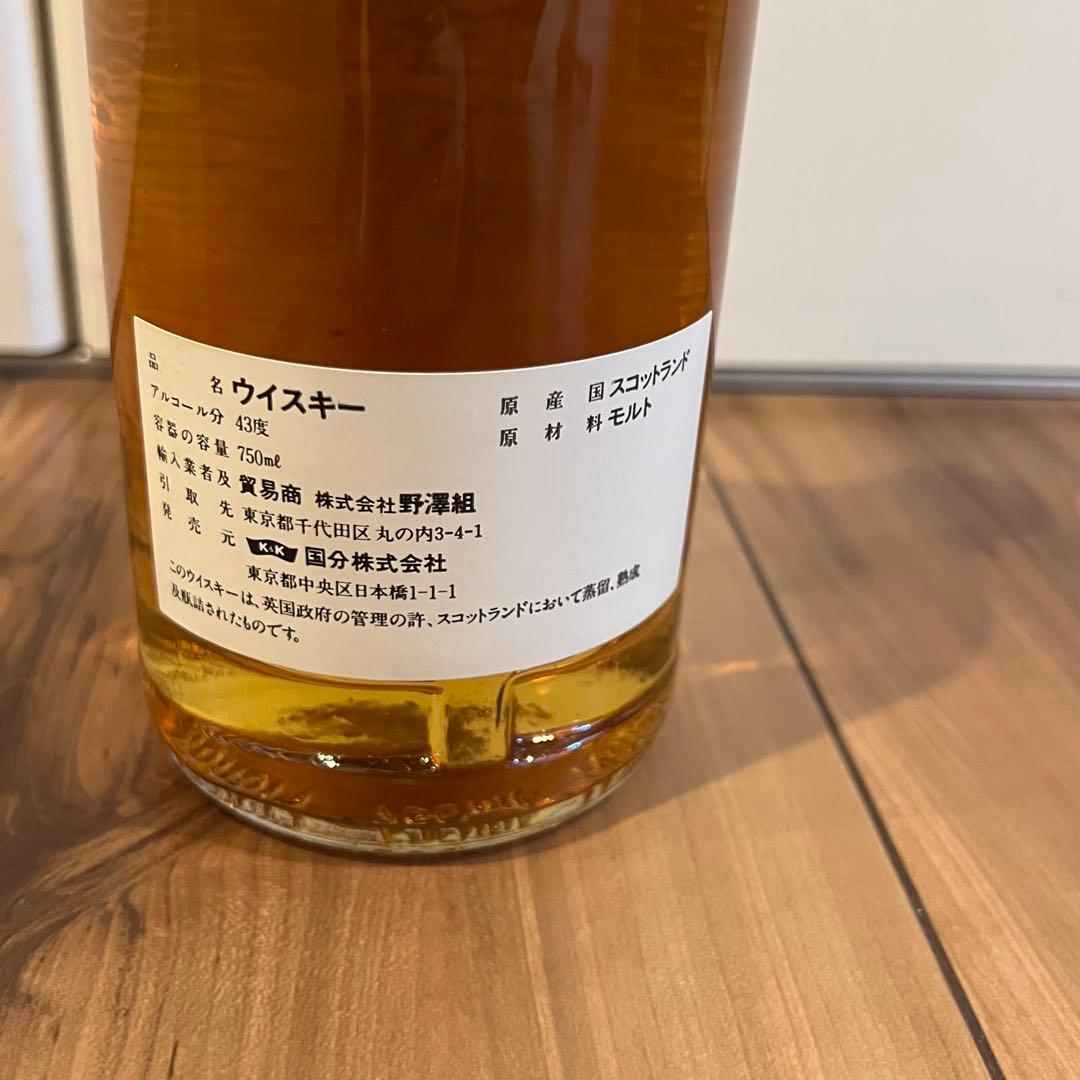 品名 ウイスキー
アルコール分 43度
容器の容量 750ml
原産国 スコットランド
原材料 モルト
輸入業者及 貿易商 株式会社野澤組
引取先 東京都千代田区丸の内3-4-1
発売元 K&K 国分株式会社
東京都中央区日本橋1-1-1
このウイスキーは、英国政府の管理の許、スコットランドにおいて蒸留、熟成
及瓶詰されたものです。